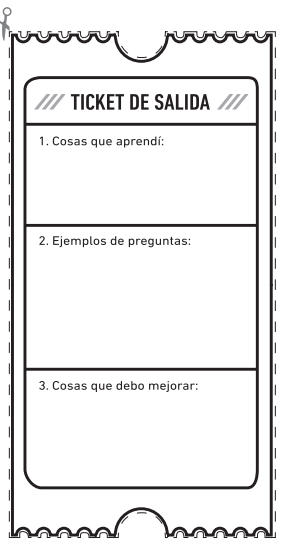 TICKET DE SALIDA
1. Cosas que aprendí:
2. Ejemplos de preguntas:
3. Cosas que debo mejorar: